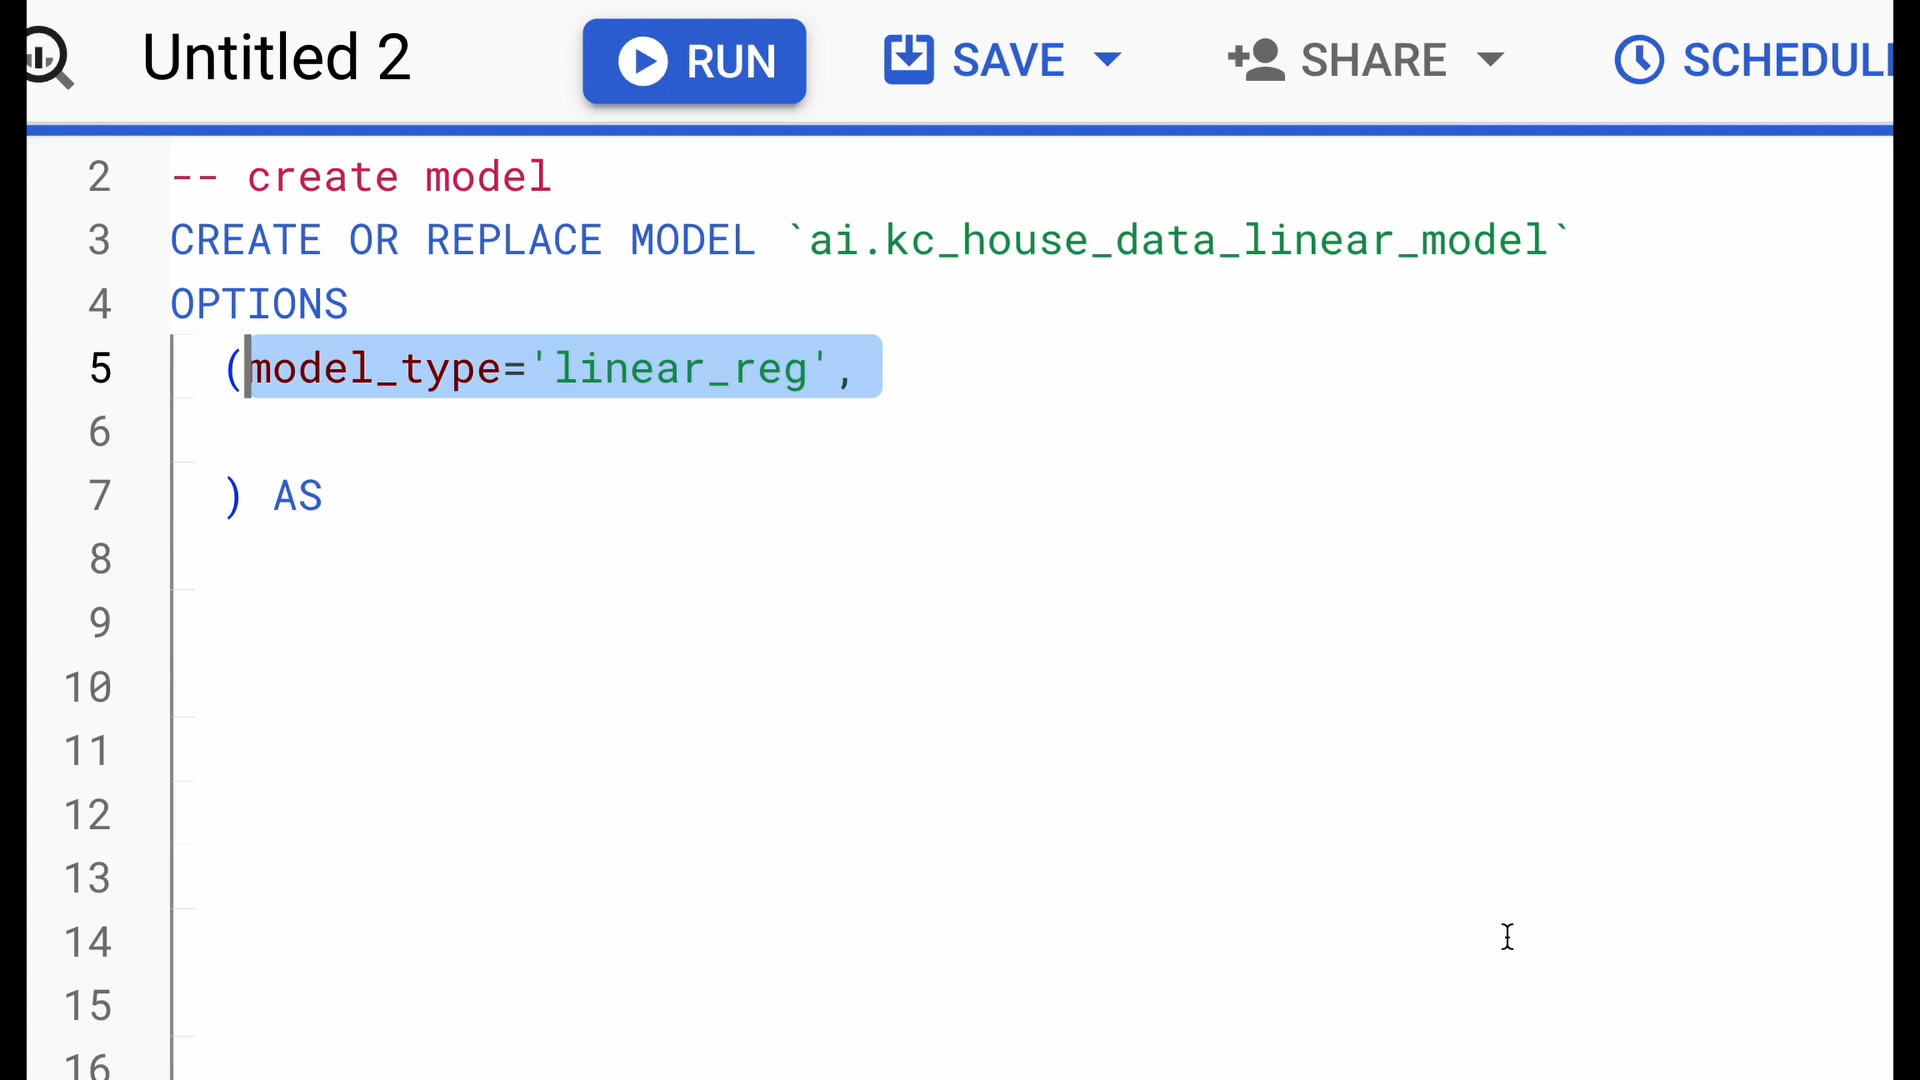 Untitled 2 RUN SAVE SHARE SCHEDUL
2 -- create model
3 CREATE OR REPLACE MODEL `ai.kc_house_data_linear_model`
4 OPTIONS
5 (model_type='linear_reg',
6
7 ) AS
8
9
10
11
12
13
14
15
16